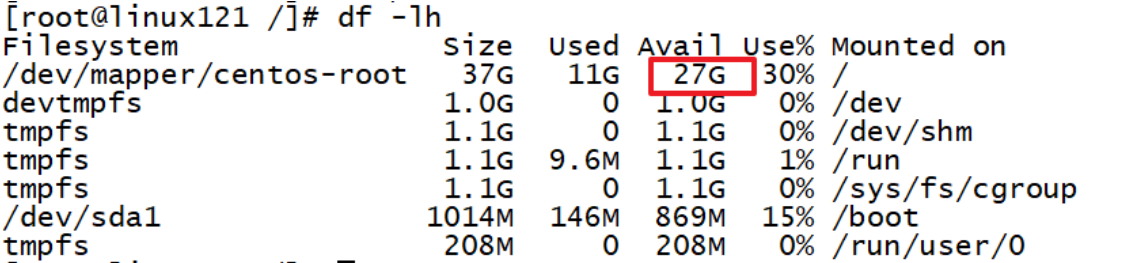 [root@linux121 /]# df -lh
Filesystem Size Used Avail Use% Mounted on
/dev/mapper/centos-root 37G 11G 27G 30% /
devtmpfs 1.0G 0 1.0G 0% /dev
tmpfs 1.1G 0 1.1G 0% /dev/shm
tmpfs 1.1G 9.6M 1.1G 1% /run
tmpfs 1.1G 0 1.1G 0% /sys/fs/cgroup
/dev/sda1 1014M 146M 869M 15% /boot
tmpfs 208M 0 208M 0% /run/user/0